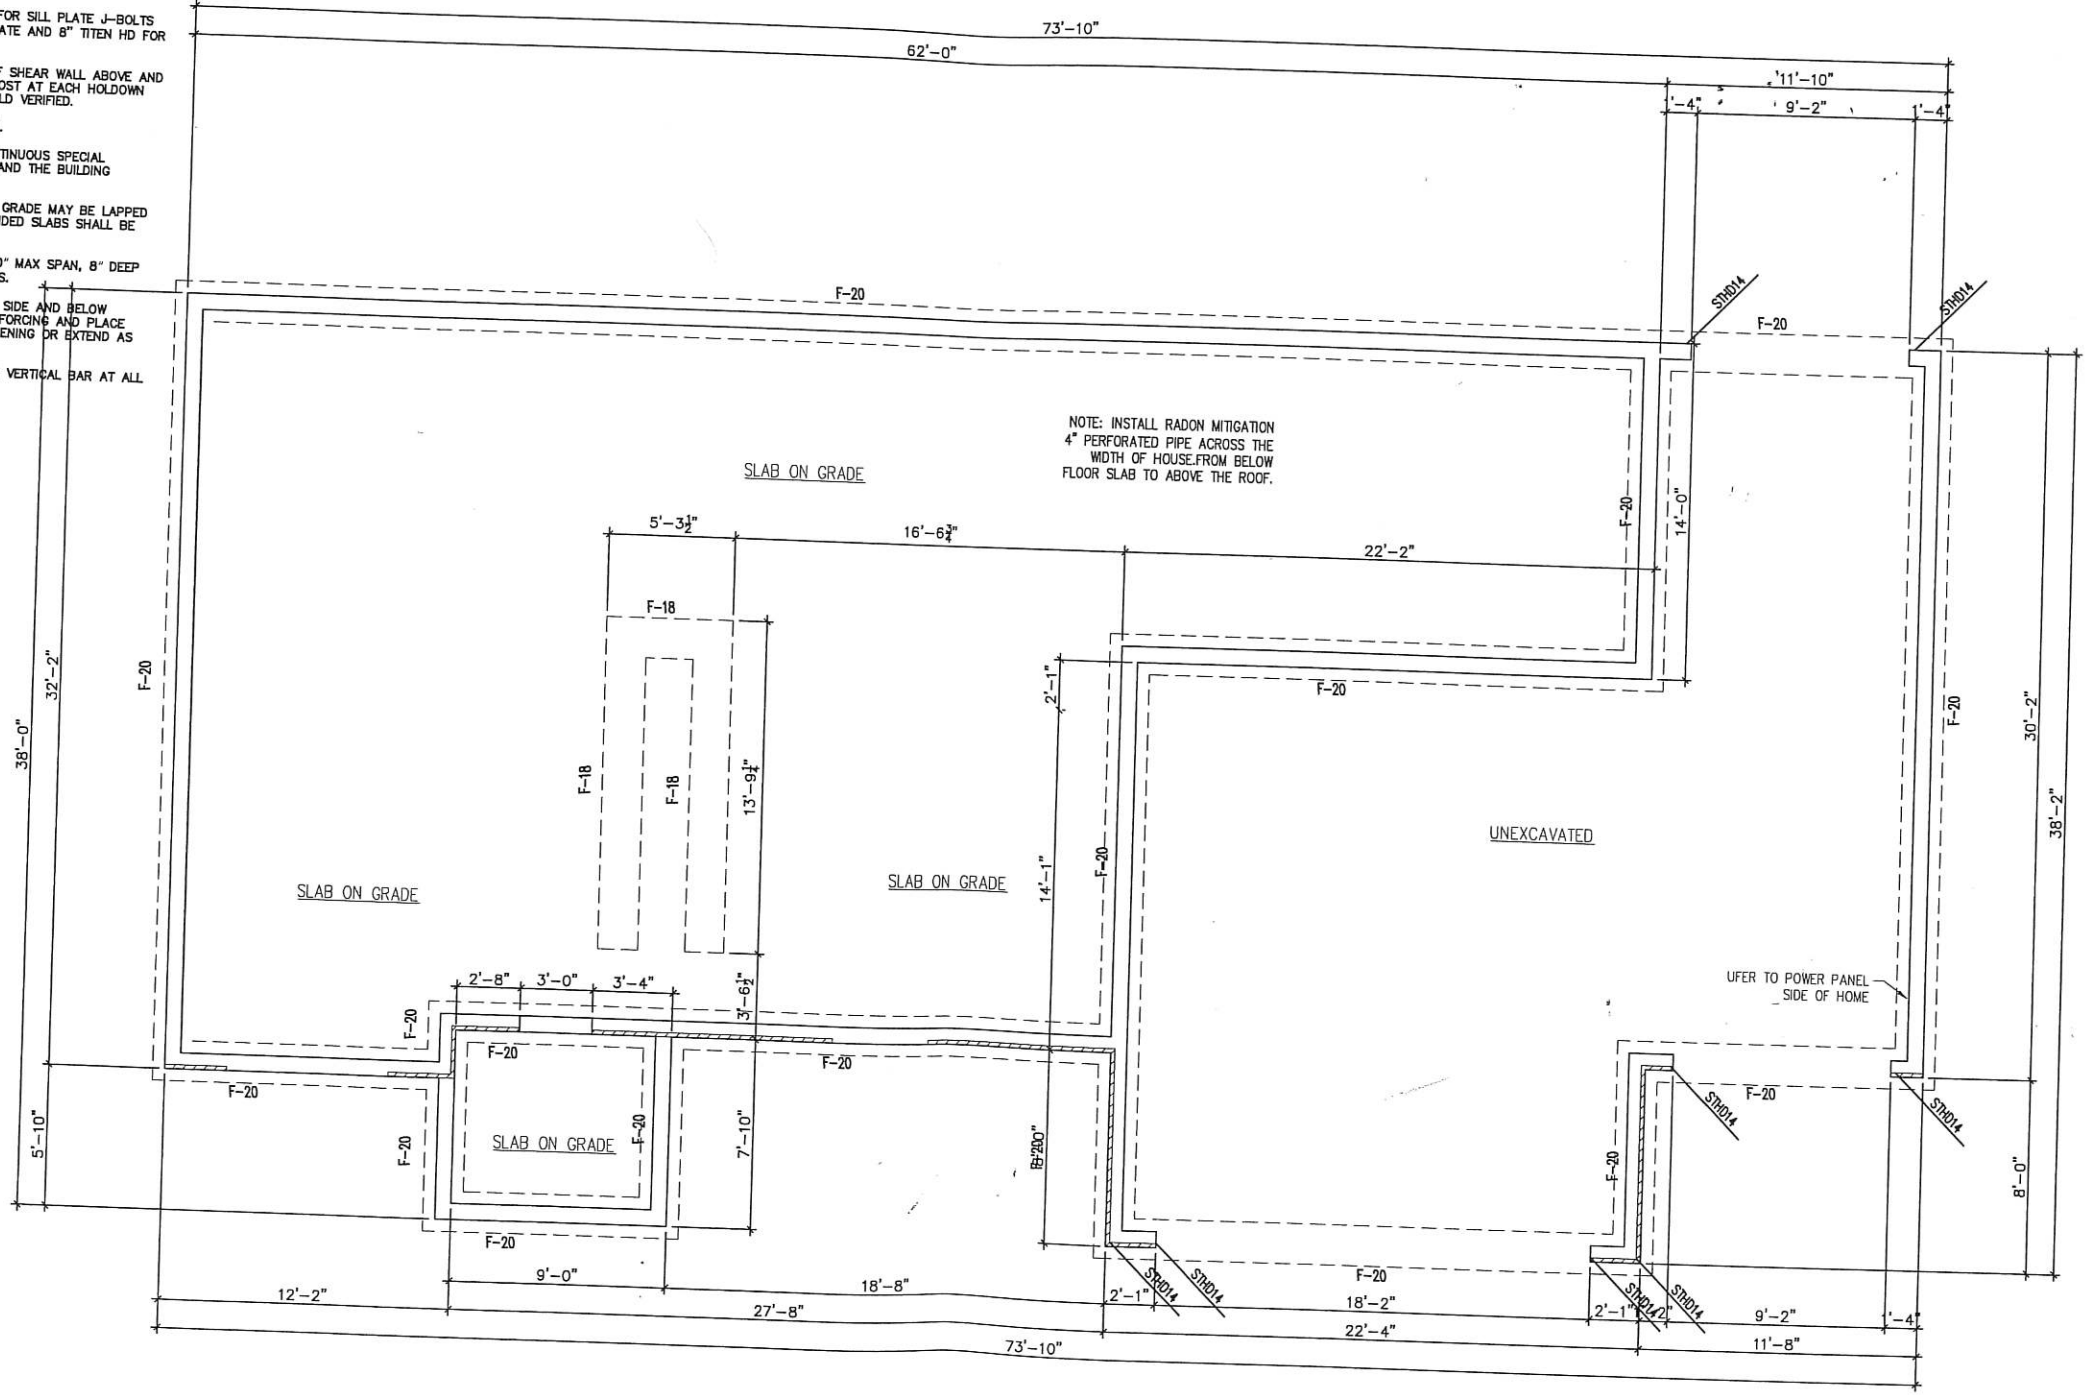 FOR SILL PLATE J-BOLTS
ATE AND 8" TITEN HD FOR
F SHEAR WALL ABOVE AND
OST AT EACH HOLDOWN
LD VERIFIED.
TINUOUS SPECIAL
AND THE BUILDING
GRADE MAY BE LAPPED
DED SLABS SHALL BE
0" MAX SPAN, 8" DEEP
S.
SIDE AND BELOW
FORCING AND PLACE
ENING OR EXTEND AS
VERTICAL BAR AT ALL
73'-10"
62'-0"
11'-10"
'-4"
9'-2"
1'-4"
STHD14
STHD14
F-20
F-20
NOTE: INSTALL RADON MITIGATION
4" PERFORATED PIPE ACROSS THE
WIDTH OF HOUSE.FROM BELOW
FLOOR SLAB TO ABOVE THE ROOF.
SLAB ON GRADE
F-20
14'-0"
5'-3½"
16'-6¾"
22'-2"
F-18
F-20
32'-2"
38'-0"
2'-1"
F-20
F-20
30'-2"
38'-2"
F-18
F-18
13'-9½"
UNEXCAVATED
SLAB ON GRADE
SLAB ON GRADE
14'-1"
F-20
UFER TO POWER PANEL
SIDE OF HOME
2'-8"
3'-0"
3'-4"
3'-6½"
F-20
F-20
F-20
F-20
F-20
STHD14
STHD14
5'-10"
F-20
SLAB ON GRADE
F-20
7'-10"
F-20
8'-0"
F-20
F-20
STHD14
STHD14
STHD14
STHD14
12'-2"
9'-0"
18'-8"
2'-1"
18'-2"
2'-1"
9'-2"
'-4"
27'-8"
22'-4"
11'-8"
73'-10"